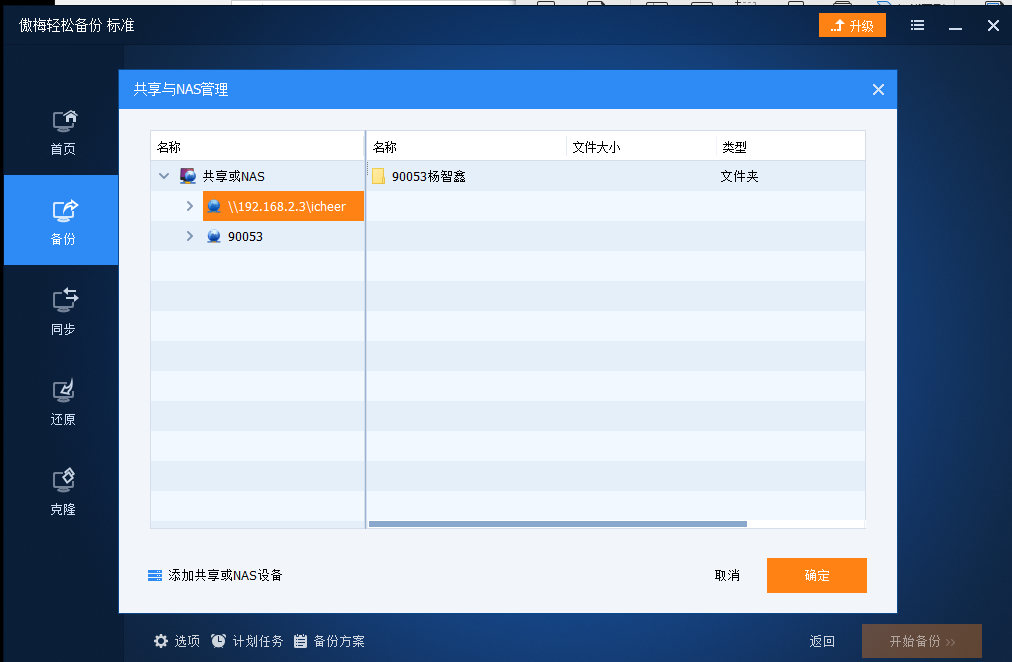 傲梅轻松备份 标准
升级
共享与NAS管理
首页
备份
同步
还原
克隆
名称
名称 文件大小 类型
共享或NAS
\\192.168.2.3\icheer
90053
90053杨智鑫 文件夹
添加共享或NAS设备
取消
确定
选项 计划任务 备份方案
返回
开始备份 »